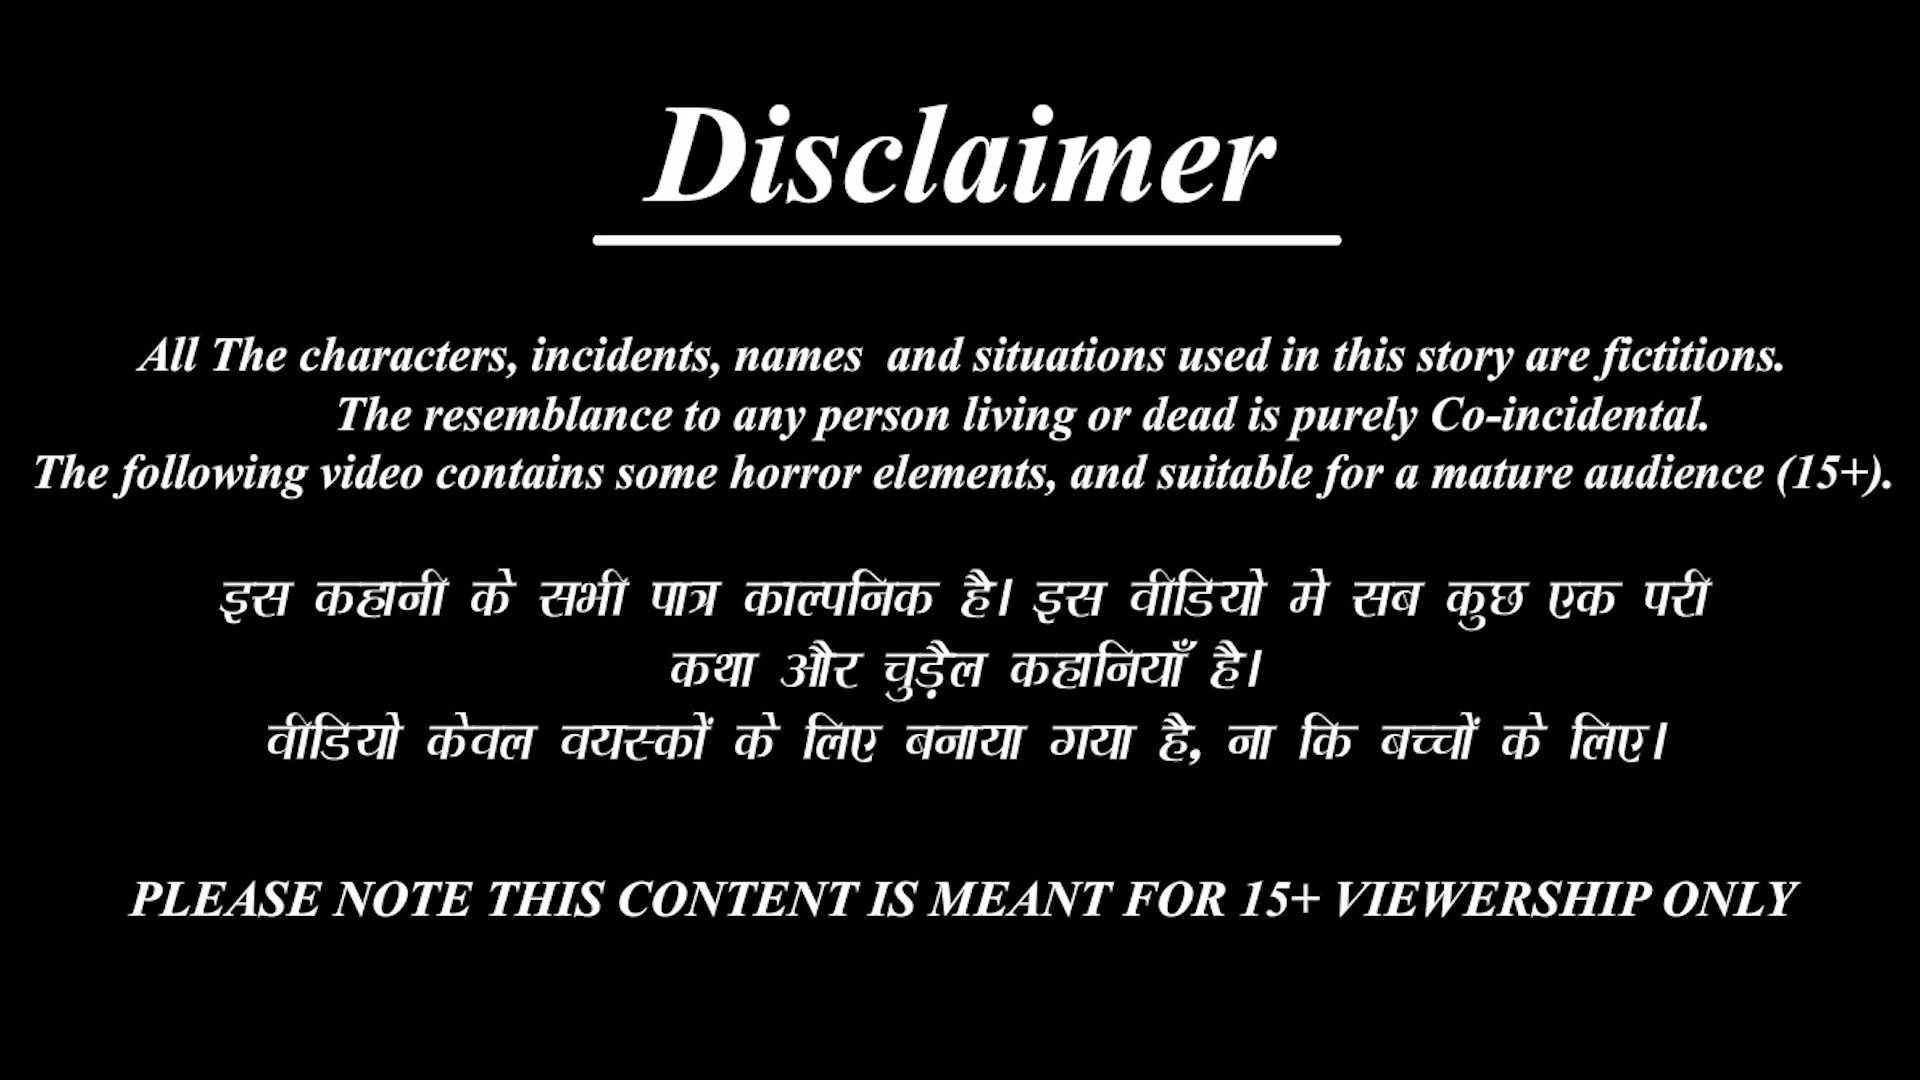 Disclaimer
All The characters, incidents, names and situations used in this story are fictitions.
The resemblance to any person living or dead is purely Co-incidental.
The following video contains some horror elements, and suitable for a mature audience (15+).
इस कहानी के सभी पात्र काल्पनिक है। इस वीडियो मे सब कुछ एक परी
कथा और चुड़ैल कहानियाँ है।
वीडियो केवल वयस्कों के लिए बनाया गया है, ना कि बच्चों के लिए।
PLEASE NOTE THIS CONTENT IS MEANT FOR 15+ VIEWERSHIP ONLY